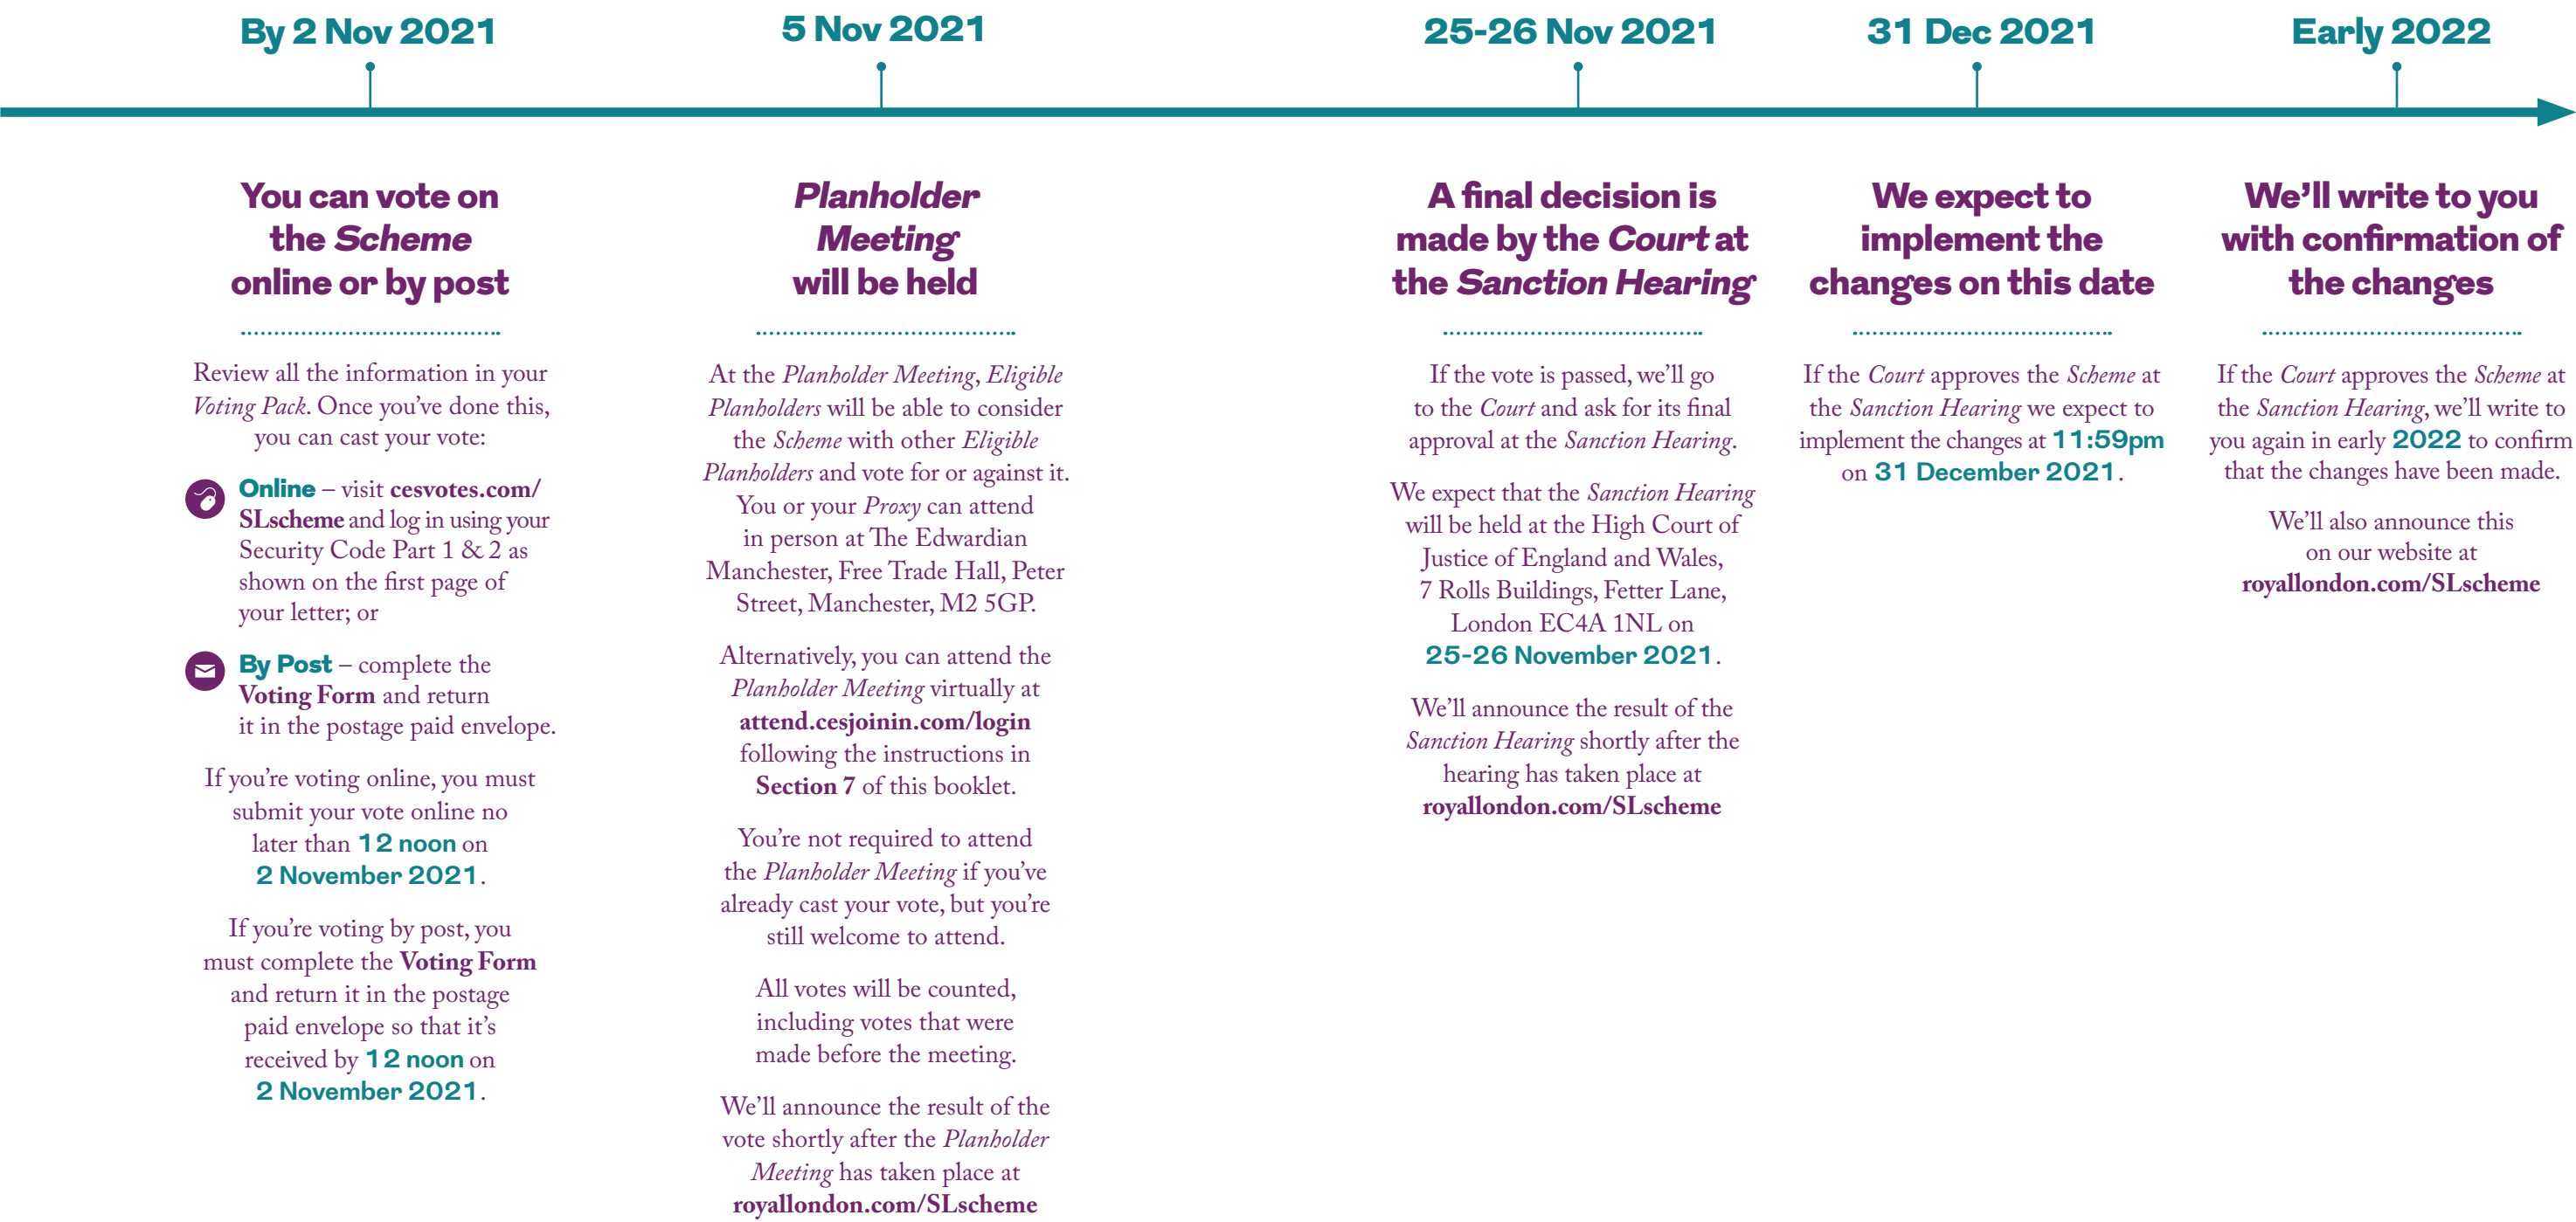 By 2 Nov 2021
5 Nov 2021
25-26 Nov 2021
31 Dec 2021
Early 2022
You can vote on
the Scheme
online or by post
Review all the information in your
Voting Pack. Once you’ve done this,
you can cast your vote:
Online – visit cesvotes.com/
SLscheme and log in using your
Security Code Part 1 & 2 as
shown on the first page of
your letter; or
By Post – complete the
Voting Form and return
it in the postage paid envelope.
If you’re voting online, you must
submit your vote online no
later than 12 noon on
2 November 2021.
If you’re voting by post, you
must complete the Voting Form
and return it in the postage
paid envelope so that it’s
received by 12 noon on
2 November 2021.
Planholder
Meeting
will be held
At the Planholder Meeting, Eligible
Planholders will be able to consider
the Scheme with other Eligible
Planholders and vote for or against it.
You or your Proxy can attend
in person at The Edwardian
Manchester, Free Trade Hall, Peter
Street, Manchester, M2 5GP.
Alternatively, you can attend the
Planholder Meeting virtually at
attend.cesjoinin.com/login
following the instructions in
Section 7 of this booklet.
You’re not required to attend
the Planholder Meeting if you’ve
already cast your vote, but you’re
still welcome to attend.
All votes will be counted,
including votes that were
made before the meeting.
We’ll announce the result of the
vote shortly after the Planholder
Meeting has taken place at
royallondon.com/SLscheme
A final decision is
made by the Court at
the Sanction Hearing
If the vote is passed, we’ll go
to the Court and ask for its final
approval at the Sanction Hearing.
We expect that the Sanction Hearing
will be held at the High Court of
Justice of England and Wales,
7 Rolls Buildings, Fetter Lane,
London EC4A 1NL on
25-26 November 2021.
We’ll announce the result of the
Sanction Hearing shortly after the
hearing has taken place at
royallondon.com/SLscheme
We expect to
implement the
changes on this date
If the Court approves the Scheme at
the Sanction Hearing we expect to
implement the changes at 11:59pm
on 31 December 2021.
We’ll write to you
with confirmation of
the changes
If the Court approves the Scheme at
the Sanction Hearing, we’ll write to
you again in early 2022 to confirm
that the changes have been made.
We’ll also announce this
on our website at
royallondon.com/SLscheme